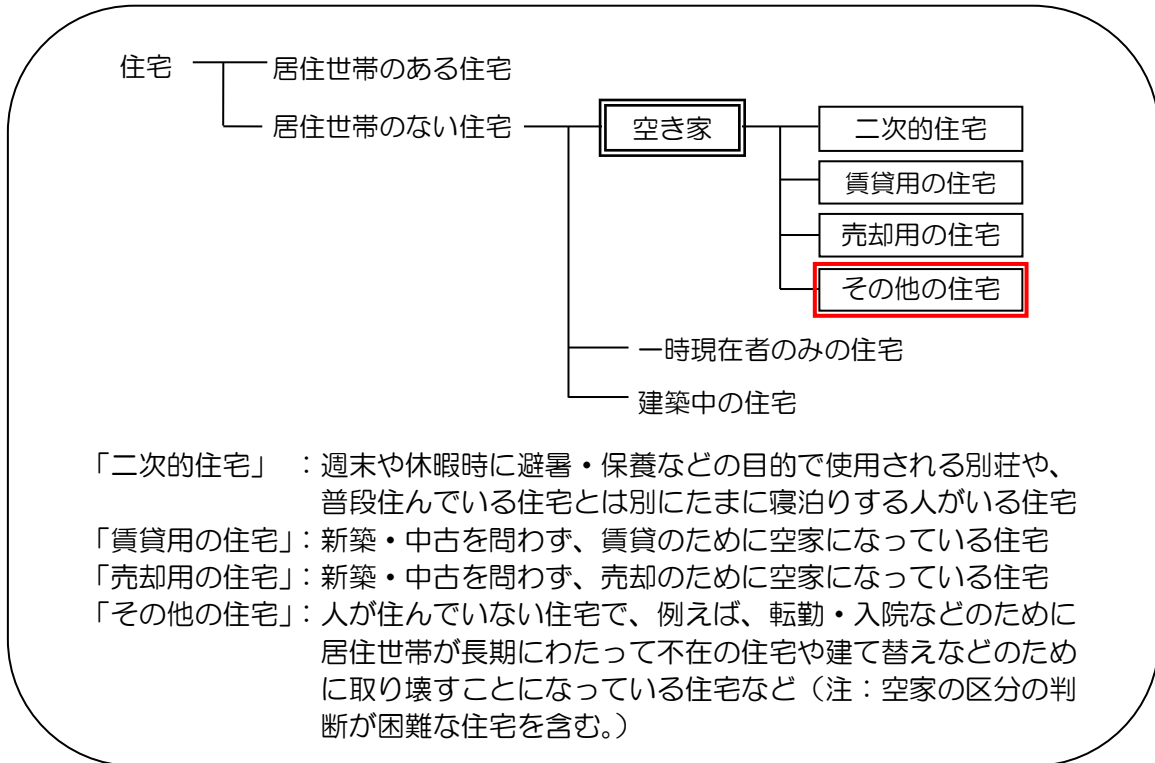 住宅
居住世帯のある住宅
居住世帯のない住宅
空き家
二次的住宅
賃貸用の住宅
売却用の住宅
その他の住宅
一時現在者のみの住宅
建築中の住宅
「二次的住宅」 :週末や休暇時に避暑・保養などの目的で使用される別荘や、
普段住んでいる住宅とは別にたまに寝泊りする人がいる住宅
「賃貸用の住宅」:新築・中古を問わず、賃貸のために空家になっている住宅
「売却用の住宅」:新築・中古を問わず、売却のために空家になっている住宅
「その他の住宅」:人が住んでいない住宅で、例えば、転勤・入院などのために
居住世帯が長期にわたって不在の住宅や建て替えなどのため
に取り壊すことになっている住宅など(注:空家の区分の判
断が困難な住宅を含む。)